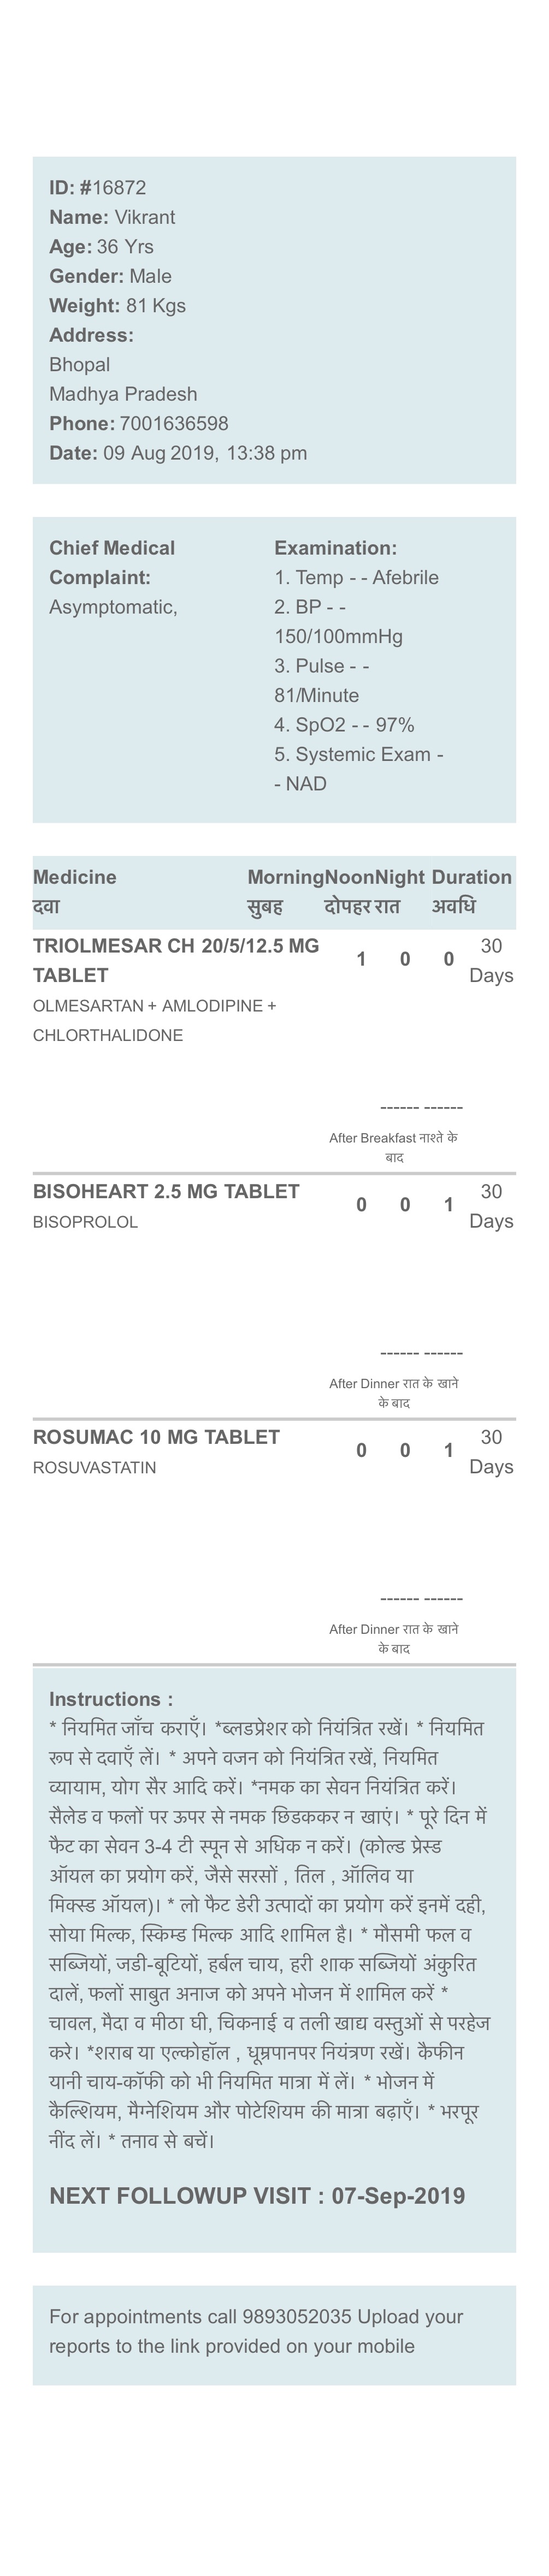 ID: #16872
Name: Vikrant
Age: 36 Yrs
Gender: Male
Weight: 81 Kgs
Address:
Bhopal
Madhya Pradesh
Phone: 7001636598
Date: 09 Aug 2019, 13:38 pm
Chief Medical
Complaint:
Asymptomatic,
Examination:
1. Temp - - Afebrile
2. BP - -
150/100mmHg
3. Pulse - -
81/Minute
4. SpO2 - - 97%
5. Systemic Exam -
- NAD
Medicine Morning Noon Night Duration
दवा सुबह दोपहर रात अवधि
TRIOLMESAR CH 20/5/12.5 MG 1 0 0 30
TABLET Days
OLMESARTAN + AMLODIPINE +
CHLORTHALIDONE
------ ------
After Breakfast नाश्ते के
बाद
BISOHEART 2.5 MG TABLET 0 0 1 30
BISOPROLOL Days
------ ------
After Dinner रात के खाने
के बाद
ROSUMAC 10 MG TABLET 0 0 1 30
ROSUVASTATIN Days
------ ------
After Dinner रात के खाने
के बाद
Instructions :
* नियमित जाँच कराएँ। *ब्लडप्रेशर को नियंत्रित रखें। * नियमित
रूप से दवाएँ लें। * अपने वजन को नियंत्रित रखें, नियमित
व्यायाम, योग सैर आदि करें। *नमक का सेवन नियंत्रित करें।
सैलेड व फलों पर ऊपर से नमक छिडककर न खाएं। * पूरे दिन में
फैट का सेवन 3-4 टी स्पून से अधिक न करें। (कोल्ड प्रेस्ड
ऑयल का प्रयोग करें, जैसे सरसों , तिल , ऑलिव या
मिक्स्ड ऑयल)। * लो फैट डेरी उत्पादों का प्रयोग करें इनमें दही,
सोया मिल्क, स्किम्ड मिल्क आदि शामिल है। * मौसमी फल व
सब्जियों, जडी-बूटियों, हर्बल चाय, हरी शाक सब्जियों अंकुरित
दालें, फलों साबुत अनाज को अपने भोजन में शामिल करें *
चावल, मैदा व मीठा घी, चिकनाई व तली खाद्य वस्तुओं से परहेज
करे। *शराब या एल्कोहॉल , धूम्रपानपर नियंत्रण रखें। कैफीन
यानी चाय-कॉफी को भी नियमित मात्रा में लें। * भोजन में
कैल्शियम, मैग्नेशियम और पोटेशियम की मात्रा बढ़ाएँ। * भरपूर
नींद लें। * तनाव से बचें।
NEXT FOLLOWUP VISIT : 07-Sep-2019
For appointments call 9893052035 Upload your
reports to the link provided on your mobile